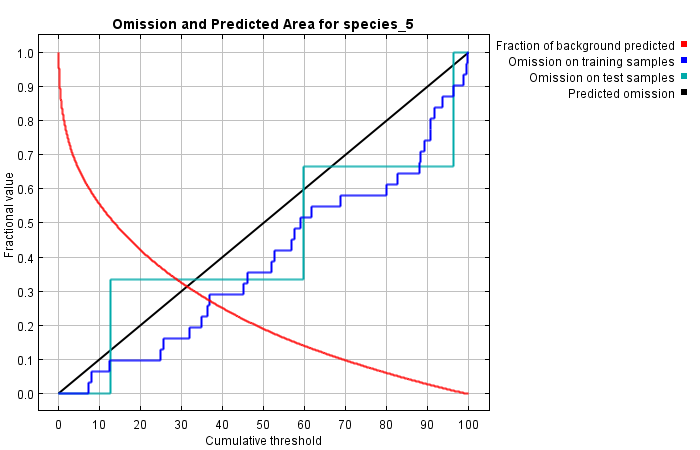 Omission and Predicted Area for species_5
Fraction of background predicted
Omission on training samples
Omission on test samples
Predicted omission
Fractional value
1.0
0.9
0.8
0.7
0.6
0.5
0.4
0.3
0.2
0.1
0.0
0 10 20 30 40 50 60 70 80 90 100
Cumulative threshold